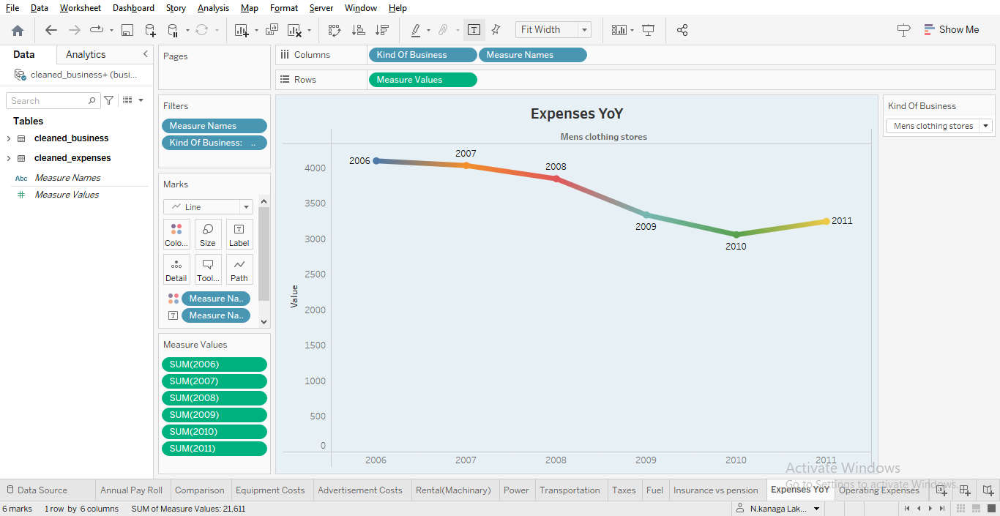 File Data Worksheet Dashboard Story Analysis Map Format Server Window Help
Fit Width
Show Me
Data Analytics
cleaned_business+ (busi...
Search
Tables
cleaned_business
cleaned_expenses
Abc Measure Names
Measure Values
Pages
Filters
Measure Names
Kind Of Business: ..
Marks
Line
Colo... Size Label
Detail Tool... Path
Measure Na..
Measure Na..
Measure Values
SUM(2006)
SUM(2007)
SUM(2008)
SUM(2009)
SUM(2010)
SUM(2011)
Columns Kind Of Business Measure Names
Rows Measure Values
Expenses YoY
Mens clothing stores
Value
4000
3500
3000
2500
2000
1500
1000
500
0
2006
2007
2008
2009
2010
2011
2006 2007 2008 2009 2010 2011
Kind Of Business
Mens clothing stores
Activate Windows
Go to Settings to activate Windows.
Data Source Annual Pay Roll Comparison Equipment Costs Advertisement Costs Rental(Machinary) Power Transportation Taxes Fuel Insurance vs pension Expenses YoY Operating Expenses
6 marks 1 row by 6 columns SUM of Measure Values: 21,611 N.kanaga Lak...